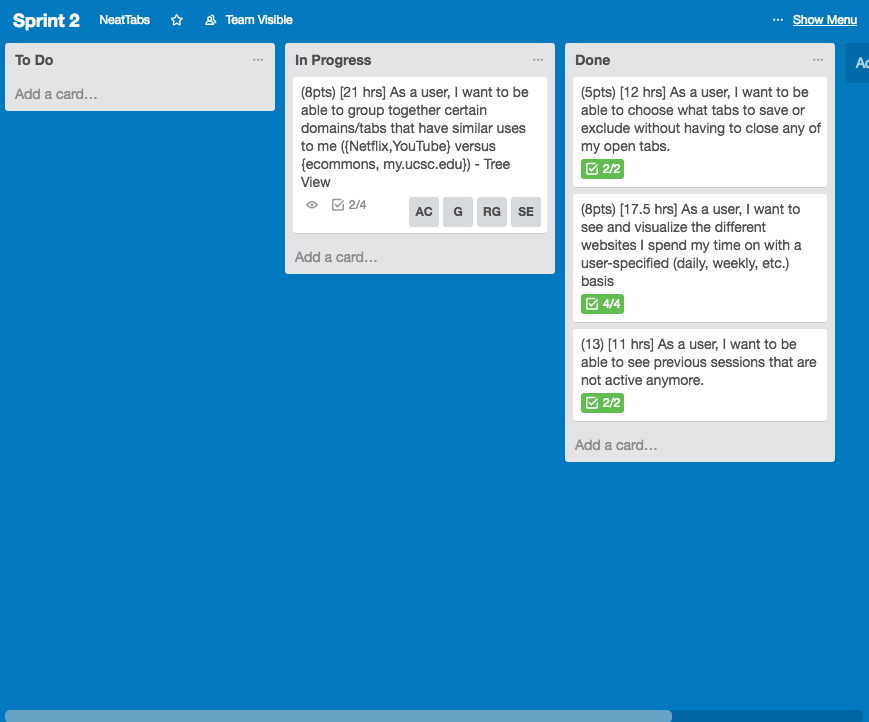 Sprint 2 NeatTabs Team Visible ... Show Menu
To Do ...
Add a card...
In Progress ...
(8pts) [21 hrs] As a user, I want to be
able to group together certain
domains/tabs that have similar uses
to me ({Netflix,YouTube} versus
{ecommons, my.ucsc.edu}) - Tree
View
2/4 AC G RG SE
Add a card...
Done ...
(5pts) [12 hrs] As a user, I want to be
able to choose what tabs to save or
exclude without having to close any of
my open tabs.
2/2
(8pts) [17.5 hrs] As a user, I want to
see and visualize the different
websites I spend my time on with a
user-specified (daily, weekly, etc.)
basis
4/4
(13) [11 hrs] As a user, I want to be
able to see previous sessions that are
not active anymore.
2/2
Add a card...